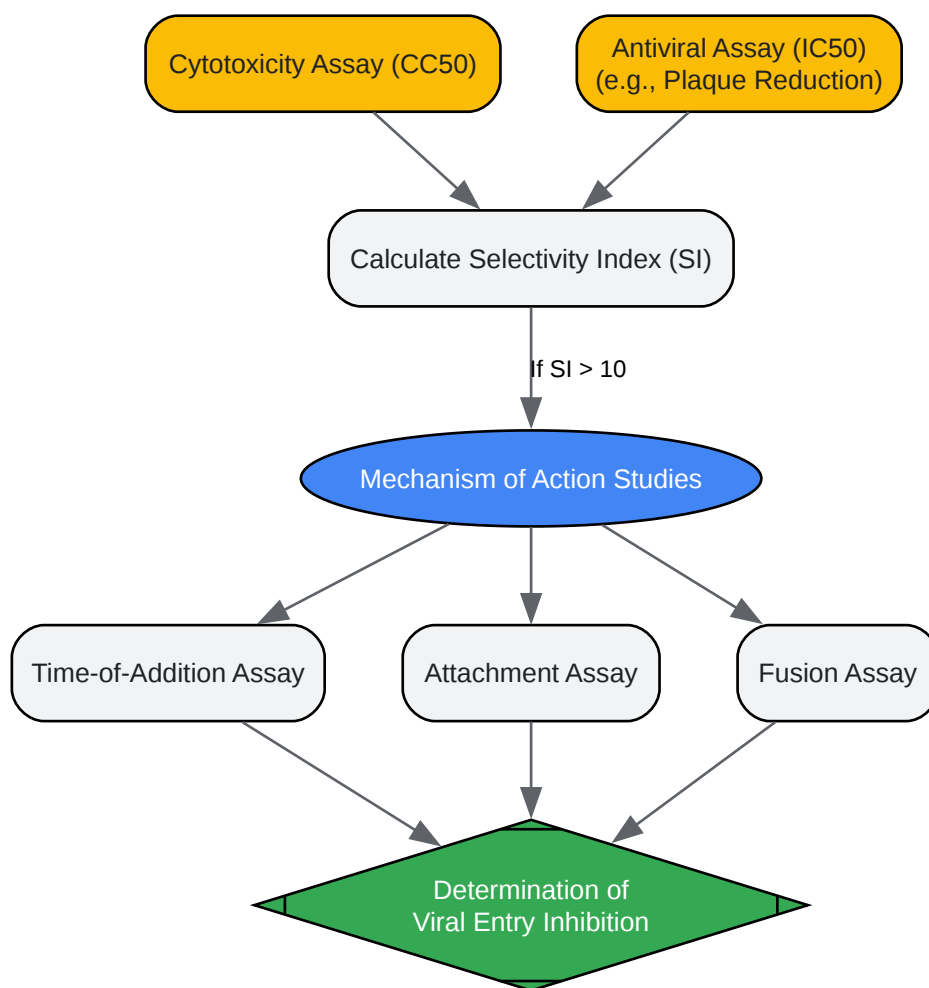 Cytotoxicity Assay (CC50)
Antiviral Assay (IC50)
(e.g., Plaque Reduction)
Calculate Selectivity Index (SI)
If SI > 10
Mechanism of Action Studies
Time-of-Addition Assay
Attachment Assay
Fusion Assay
Determination of
Viral Entry Inhibition